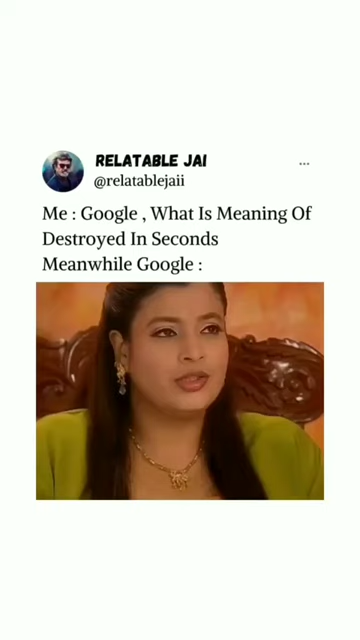 RELATABLE JAI
...
@relatablejaii
Me : Google , What Is Meaning Of
Destroyed In Seconds
Meanwhile Google :